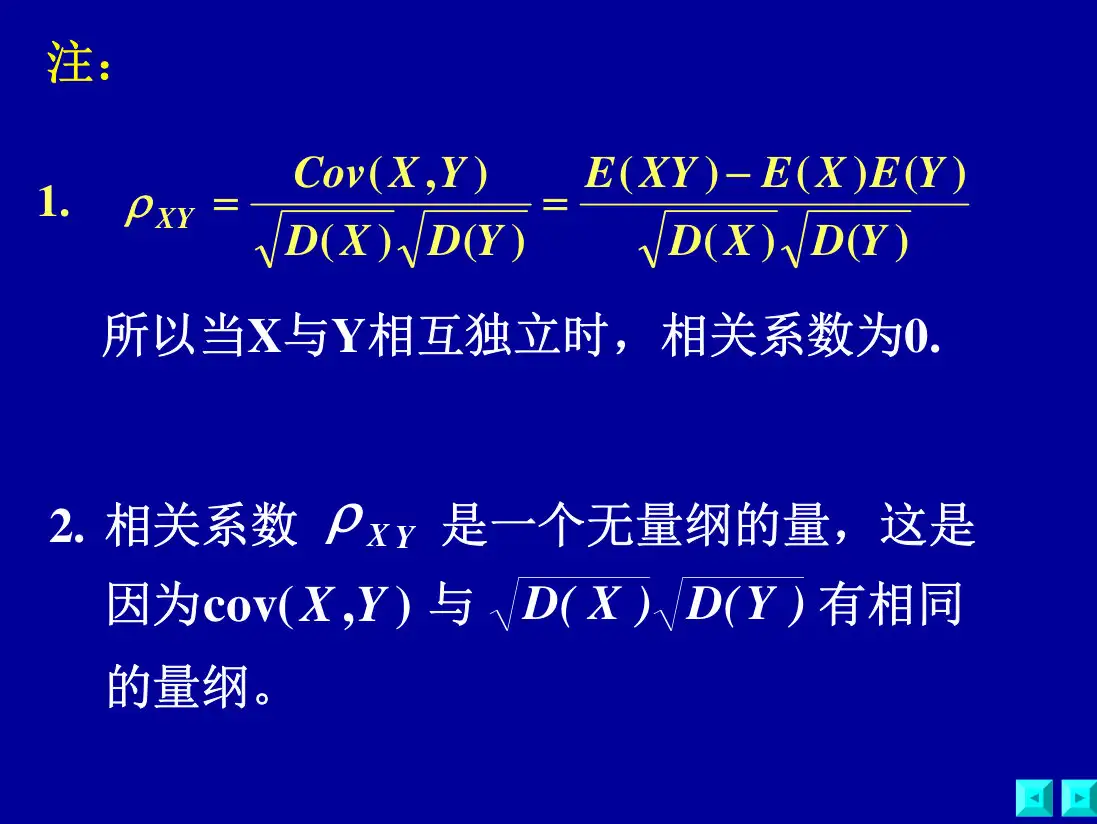 注：
1. ρ_XY = Cov(X,Y) / √D(X) √D(Y) = E(XY) − E(X)E(Y) / √D(X) √D(Y)
所以当X与Y相互独立时，相关系数为0.
2. 相关系数 ρ_XY 是一个无量纲的量，这是
因为cov(X,Y) 与 √D(X) √D(Y) 有相同
的量纲。